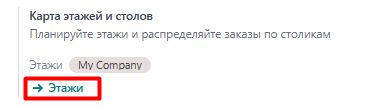 Карта этажей и столов
Планируйте этажи и распределяйте заказы по столикам
Этажи My Company
→ Этажи